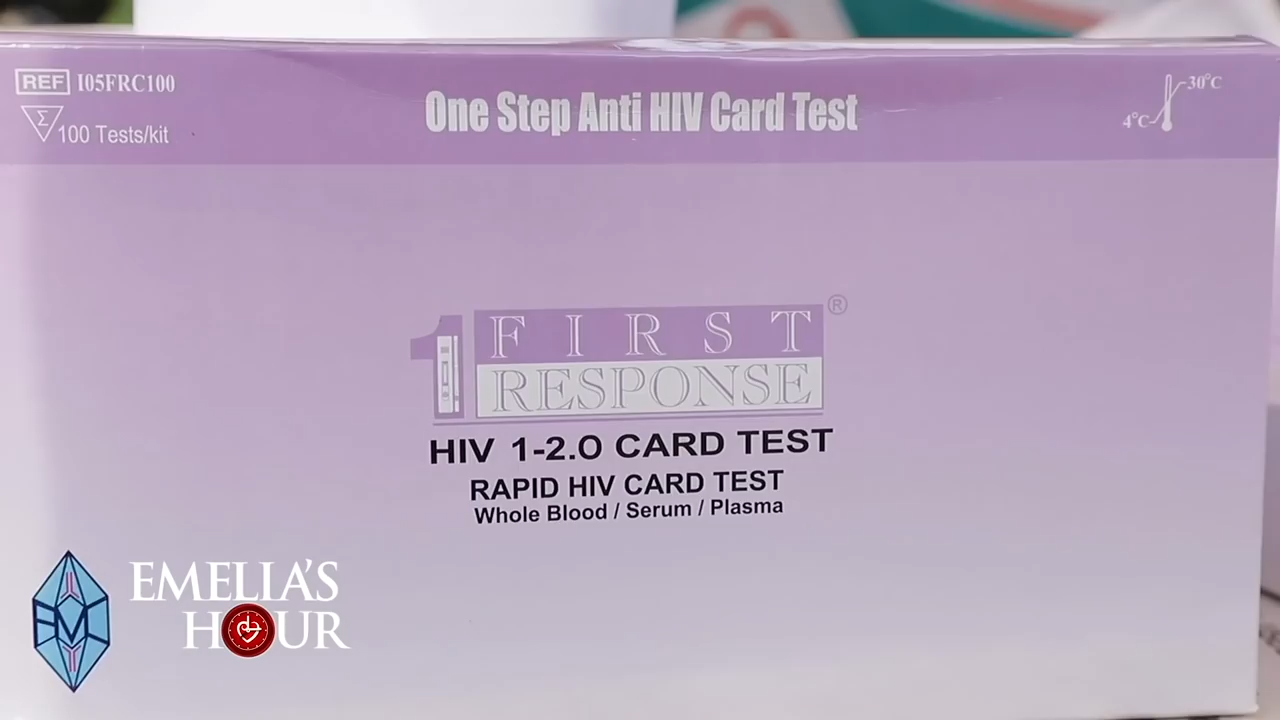 REF I05FRC100
Σ 100 Tests/kit
One Step Anti HIV Card Test
30°C
4°C
1 FIRST
RESPONSE ®
HIV 1-2.O CARD TEST
RAPID HIV CARD TEST
Whole Blood / Serum / Plasma
EMELIA'S
HOUR